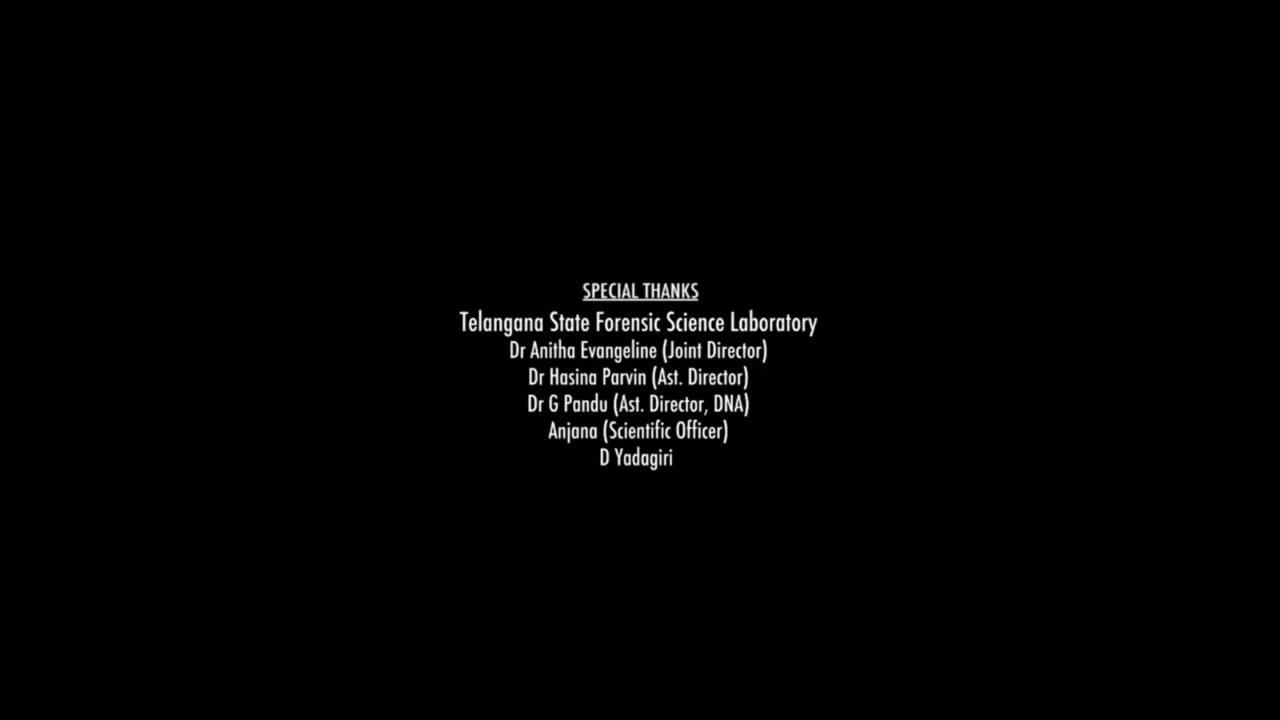 SPECIAL THANKS
Telangana State Forensic Science Laboratory
Dr Anitha Evangeline (Joint Director)
Dr Hasina Parvin (Ast. Director)
Dr G Pandu (Ast. Director, DNA)
Anjana (Scientific Officer)
D Yadagiri